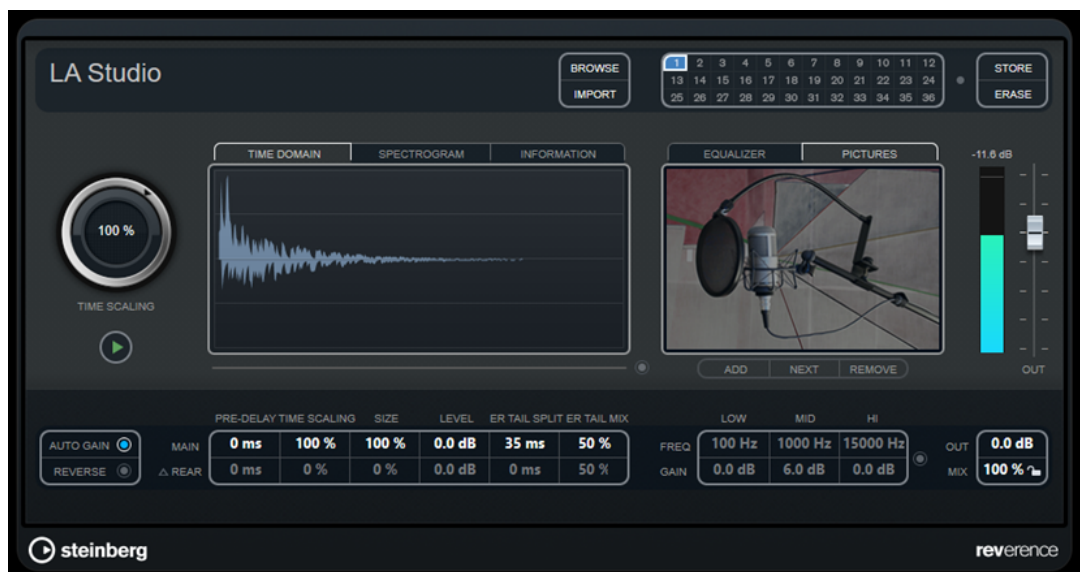 LA Studio
BROWSE
IMPORT
1 2 3 4 5 6 7 8 9 10 11 12
13 14 15 16 17 18 19 20 21 22 23 24
25 26 27 28 29 30 31 32 33 34 35 36
STORE
ERASE
TIME DOMAIN SPECTROGRAM INFORMATION
EQUALIZER PICTURES
-11.6 dB
100 %
TIME SCALING
ADD NEXT REMOVE
OUT
PRE-DELAY TIME SCALING SIZE LEVEL ER TAIL SPLIT ER TAIL MIX
LOW MID HI
AUTO GAIN
REVERSE
MAIN 0 ms 100 % 100 % 0.0 dB 35 ms 50 %
△ REAR 0 ms 0 % 0 % 0.0 dB 0 ms 50 %
FREQ 100 Hz 1000 Hz 15000 Hz
GAIN 0.0 dB 6.0 dB 0.0 dB
OUT 0.0 dB
MIX 100 %
steinberg
reverence